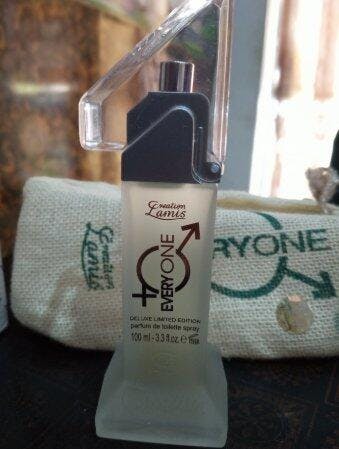 Creation
Lamis
EVERYONE
DELUXE LIMITED EDITION
parfum de toilette spray
100 ml - 3.3 fl.oz. e
Creation
Lamis
ERYONE